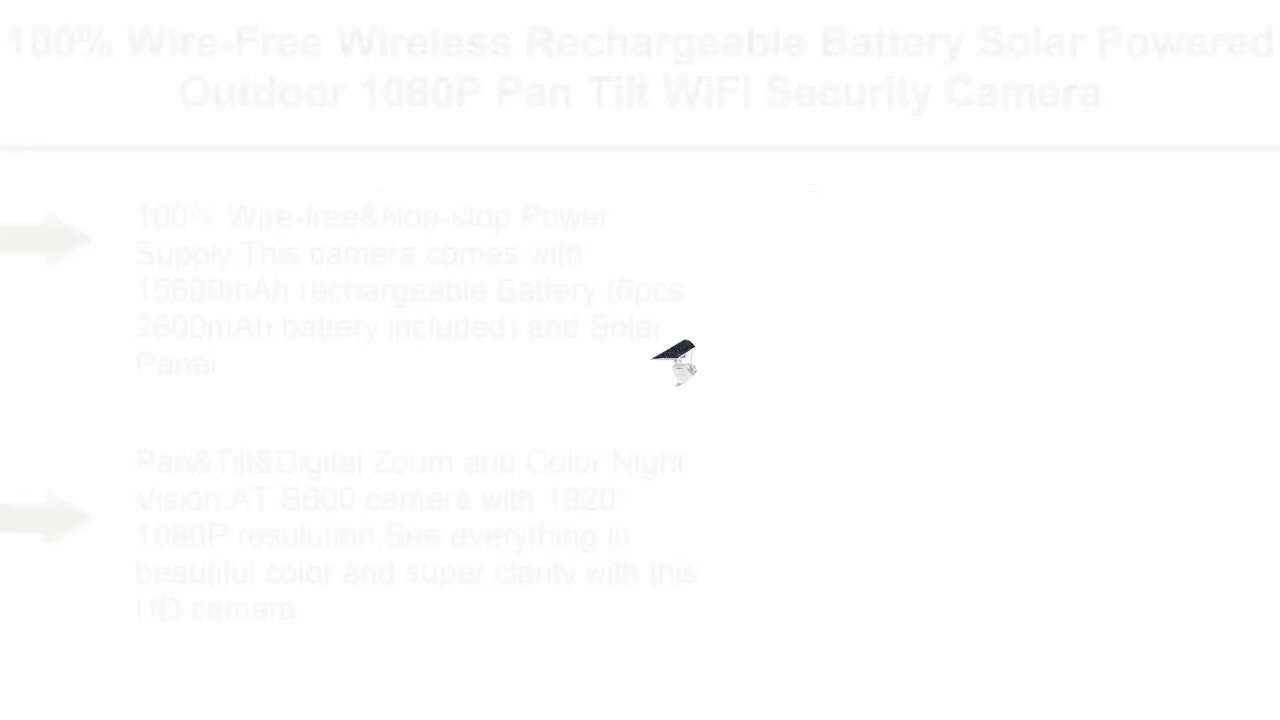 100% Wire-Free Wireless Rechargeable Battery Solar Powered
Outdoor 1080P Pan Tilt WiFi Security Camera
100% Wire-free&Non-stop Power
Supply.This camera comes with
15600mAh rechargeable Battery (6pcs
2600mAh battery included) and Solar
Panel
Pan&Tilt&Digital Zoom and Color Night
Vision:AT S600 camera with 1920*
1080P resolution,See everything in
beautiful color and super clarity with this
HD camera